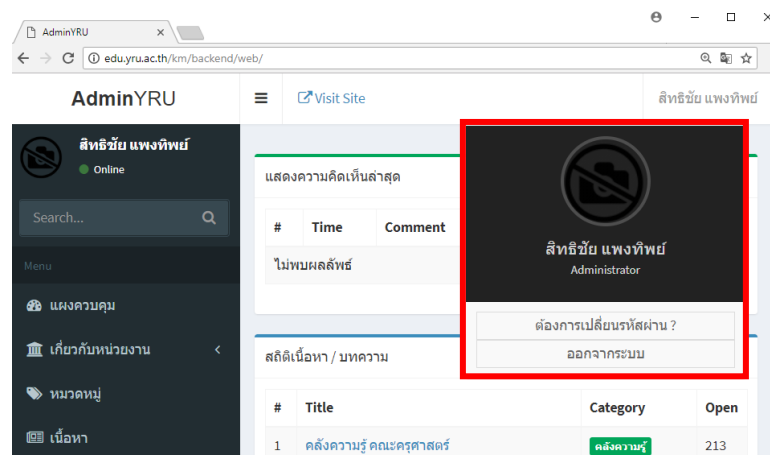 AdminYRU
edu.yru.ac.th/km/backend/web/
AdminYRU
Visit Site
สิทธิชัย แพงทิพย์
สิทธิชัย แพงทิพย์
Online
Search...
Menu
แผงควบคุม
เกี่ยวกับหน่วยงาน
หมวดหมู่
เนื้อหา
แสดงความคิดเห็นล่าสุด
# Time Comment
ไม่พบผลลัพธ์
สิทธิชัย แพงทิพย์
Administrator
ต้องการเปลี่ยนรหัสผ่าน ?
ออกจากระบบ
สถิติเนื้อหา / บทความ
# Title Category Open
1 คลังความรู้ คณะครุศาสตร์ คลังความรู้ 213